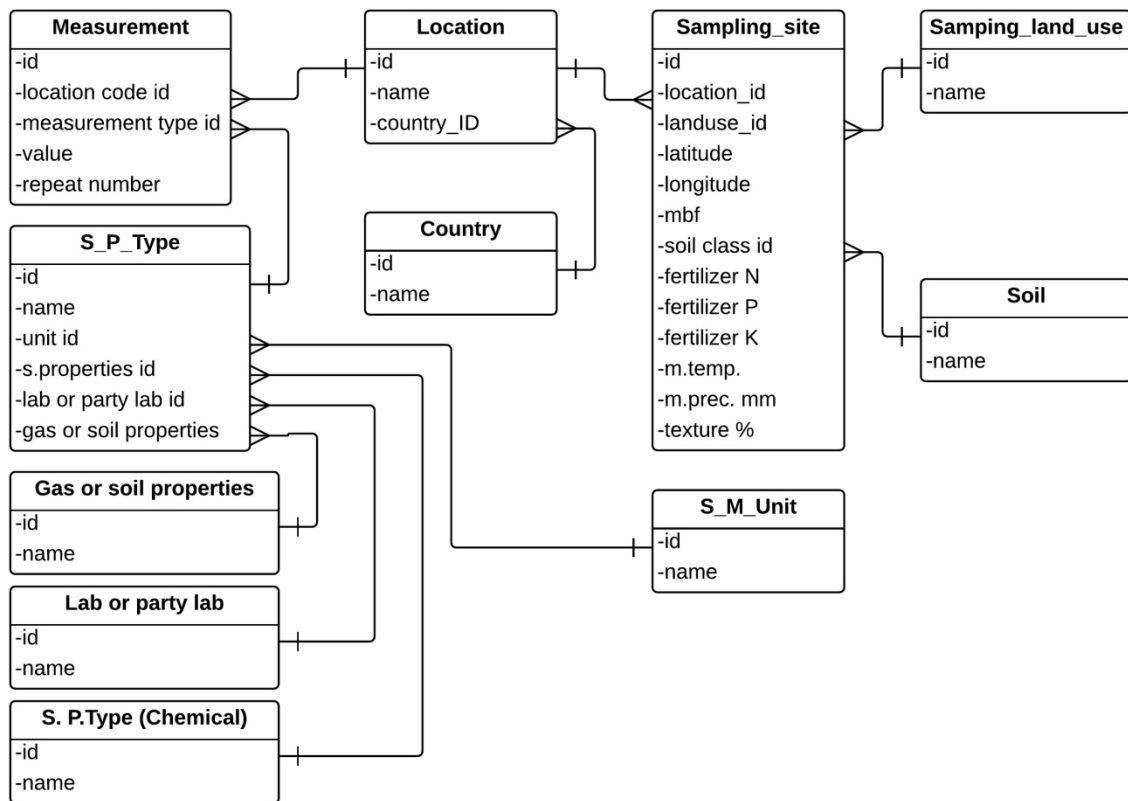 Measurement
-id
-location code id
-measurement type id
-value
-repeat number
S_P_Type
-id
-name
-unit id
-s.properties id
-lab or party lab id
-gas or soil properties
Gas or soil properties
-id
-name
Lab or party lab
-id
-name
S. P.Type (Chemical)
-id
-name
Location
-id
-name
-country_ID
Country
-id
-name
Sampling_site
-id
-location_id
-landuse_id
-latitude
-longitude
-mbf
-soil class id
-fertilizer N
-fertilizer P
-fertilizer K
-m.temp.
-m.prec. mm
-texture %
S_M_Unit
-id
-name
Samping_land_use
-id
-name
Soil
-id
-name